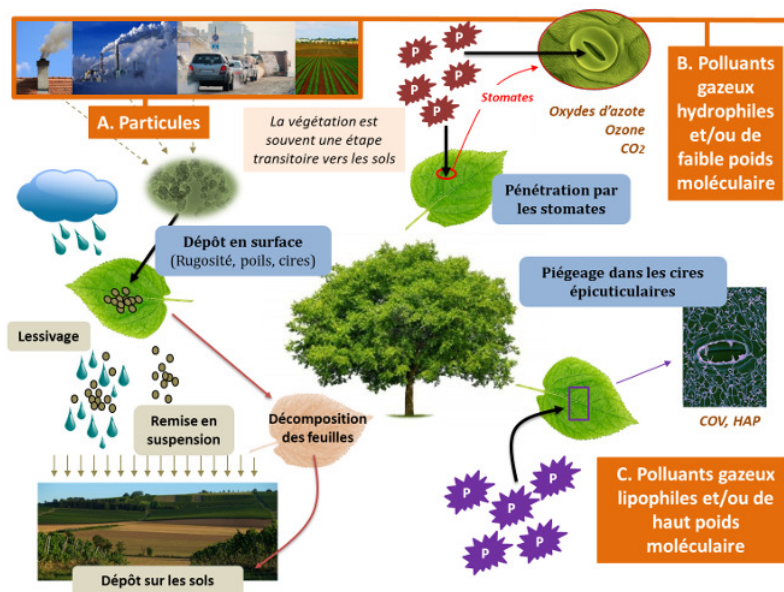 A. Particules
La végétation est
souvent une étape
transitoire vers les sols
P
P
P
P
P
Stomates
Oxydes d'azote
Ozone
CO2
B. Polluants
gazeux
hydrophiles
et/ou de
faible poids
moléculaire
Pénétration par
les stomates
Dépôt en surface
(Rugosité, poils, cires)
Piégeage dans les cires
épicuticulaires
Lessivage
Remise en
suspension
Décomposition
des feuilles
COV, HAP
P
P
P
P
P
C. Polluants gazeux
lipophiles et/ou de
haut poids
moléculaire
Dépôt sur les sols